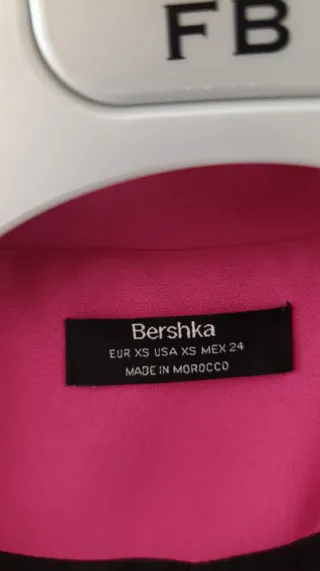 FB
Bershka
EUR XS USA XS MEX 24
MADE IN MOROCCO